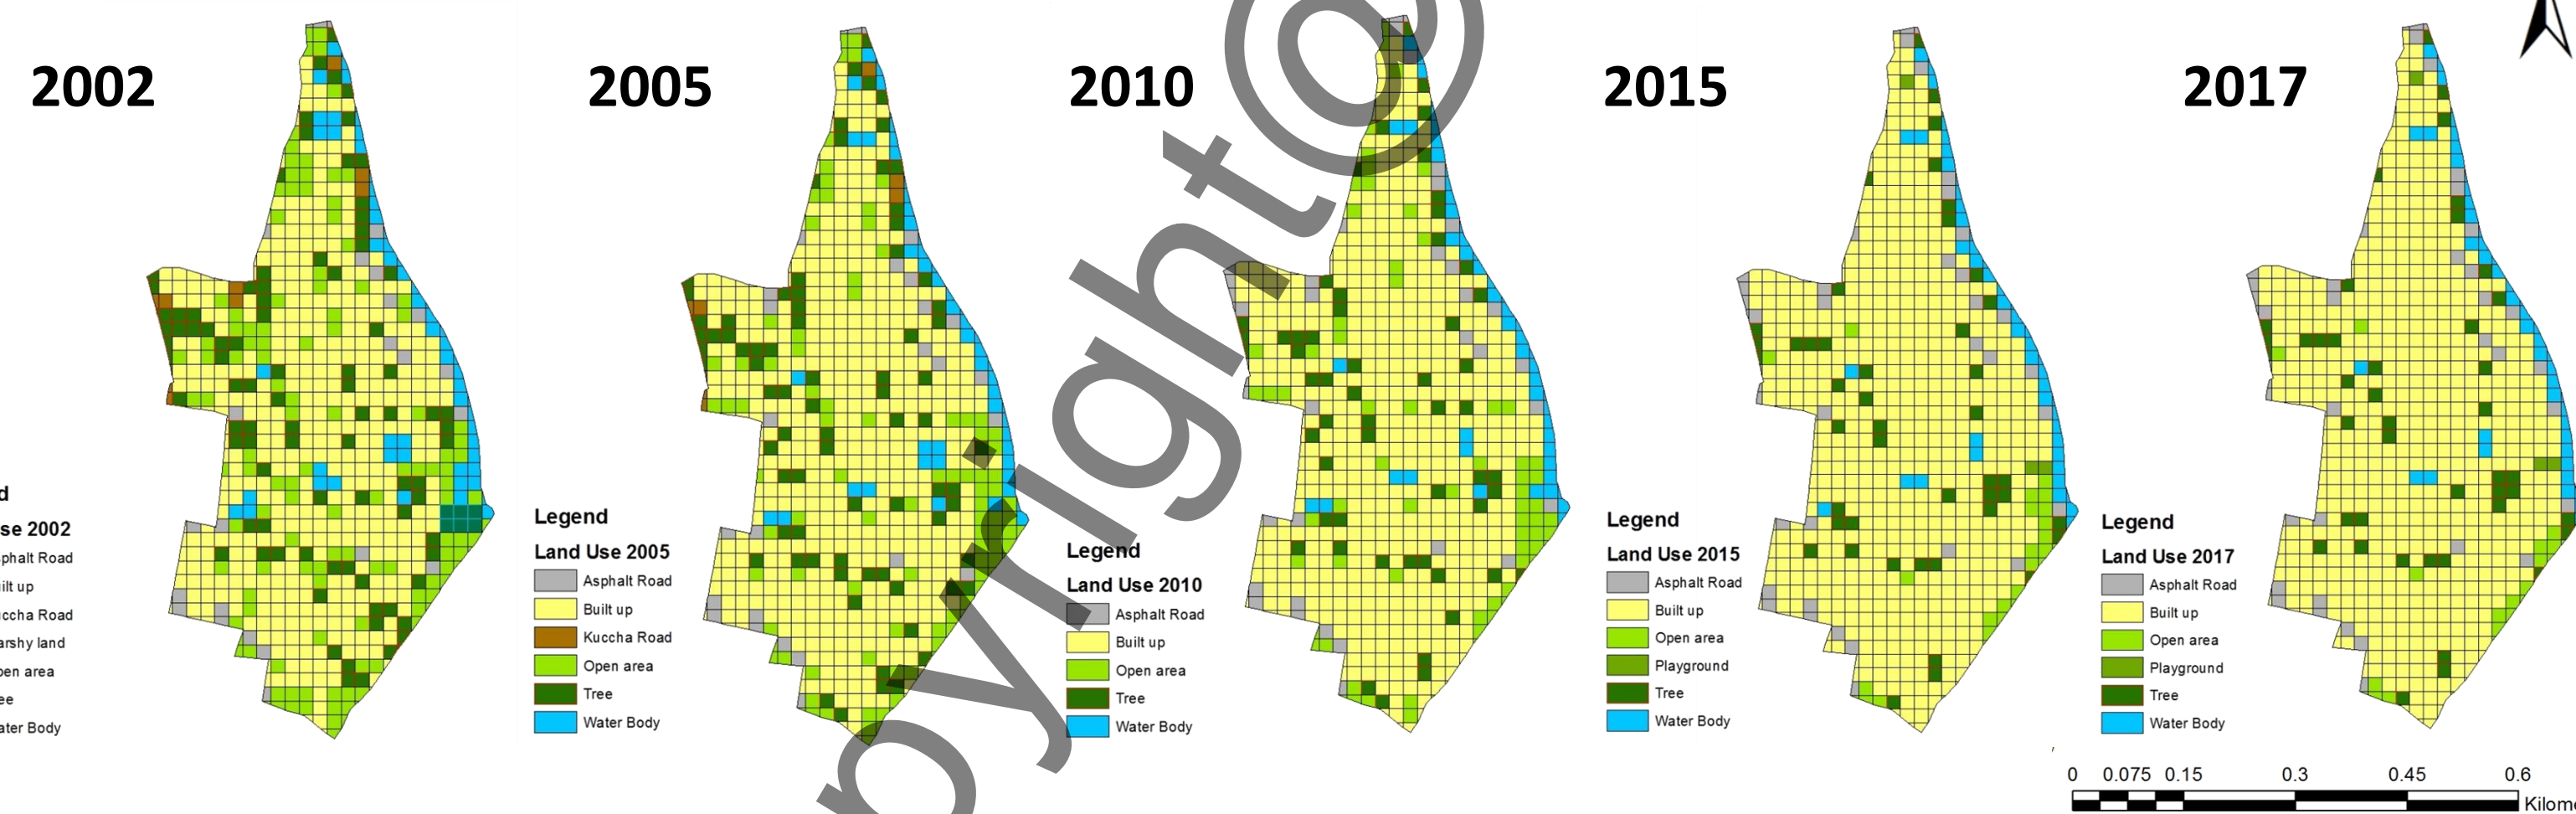 2002
2005
2010
2015
2017
d
se 2002
sphalt Road
ilt up
uccha Road
arshy land
pen area
ee
ater Body
Legend
Land Use 2005
Asphalt Road
Built up
Kuccha Road
Open area
Tree
Water Body
Legend
Land Use 2010
Asphalt Road
Built up
Open area
Tree
Water Body
Legend
Land Use 2015
Asphalt Road
Built up
Open area
Playground
Tree
Water Body
Legend
Land Use 2017
Asphalt Road
Built up
Open area
Playground
Tree
Water Body
0 0.075 0.15 0.3 0.45 0.6
Kilome
pyright@